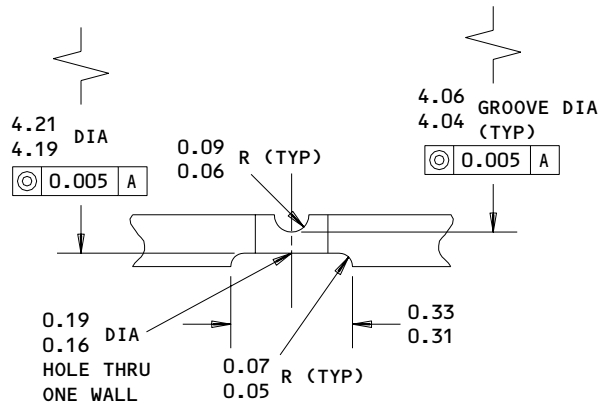 4.21
4.19 DIA
◎ 0.005 A
0.09
0.06 R (TYP)
4.06
4.04 GROOVE DIA
(TYP)
◎ 0.005 A
0.19
0.16 DIA
HOLE THRU
ONE WALL
0.07
0.05 R (TYP)
0.33
0.31